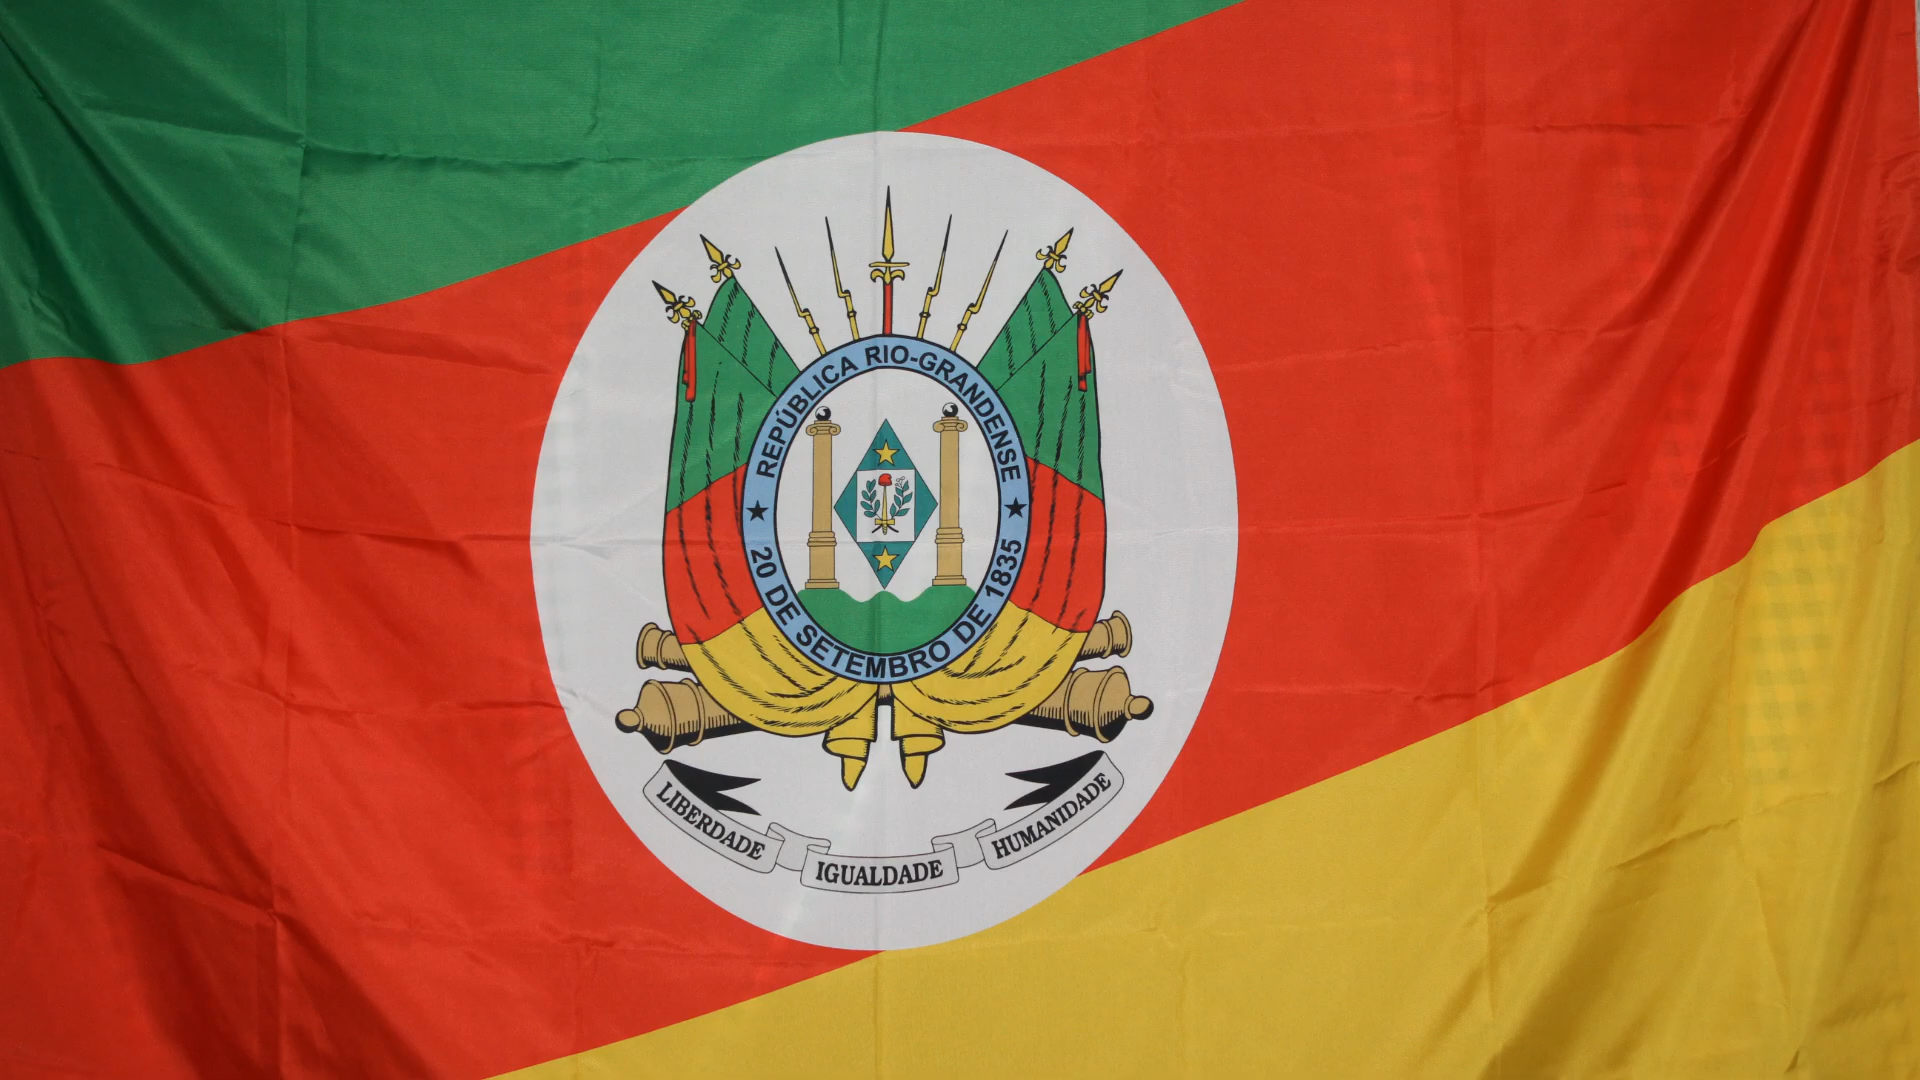 REPÚBLICA RIO-GRANDENSE
★ 20 DE SETEMBRO DE 1835 ★
LIBERDADE IGUALDADE HUMANIDADE